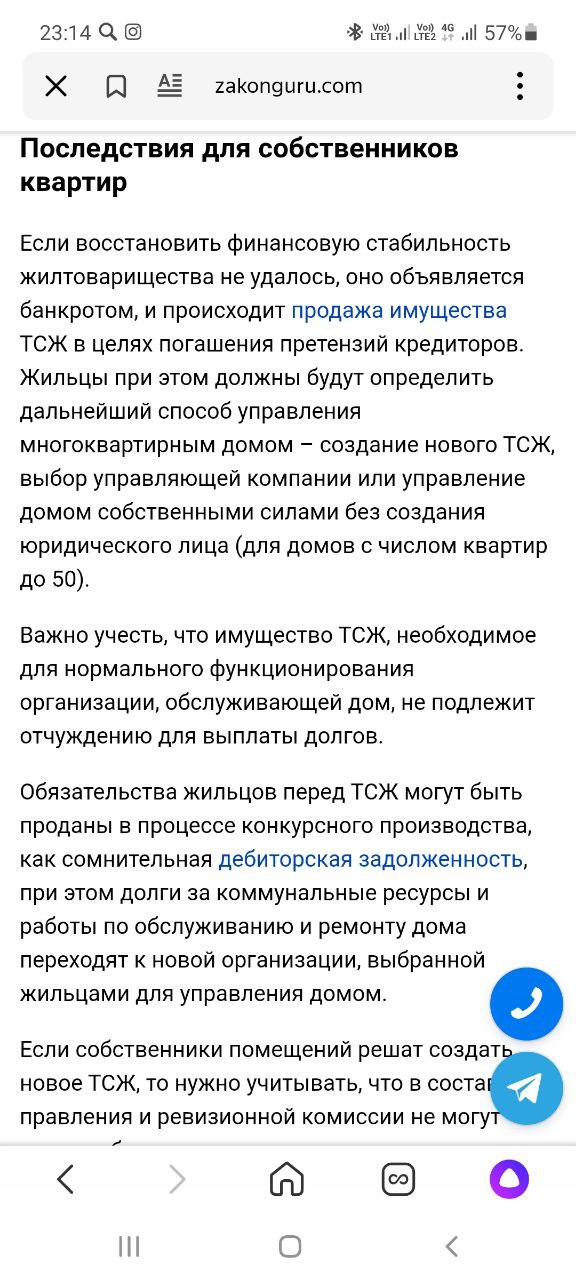 23:14
Vo)) LTE1 Vo)) LTE2 4G 57%
zakonguru.com
Последствия для собственников
квартир
Если восстановить финансовую стабильность
жилтоварищества не удалось, оно объявляется
банкротом, и происходит продажа имущества
ТСЖ в целях погашения претензий кредиторов.
Жильцы при этом должны будут определить
дальнейший способ управления
многоквартирным домом – создание нового ТСЖ,
выбор управляющей компании или управление
домом собственными силами без создания
юридического лица (для домов с числом квартир
до 50).
Важно учесть, что имущество ТСЖ, необходимое
для нормального функционирования
организации, обслуживающей дом, не подлежит
отчуждению для выплаты долгов.
Обязательства жильцов перед ТСЖ могут быть
проданы в процессе конкурсного производства,
как сомнительная дебиторская задолженность,
при этом долги за коммунальные ресурсы и
работы по обслуживанию и ремонту дома
переходят к новой организации, выбранной
жильцами для управления домом.
Если собственники помещений решат создать
новое ТСЖ, то нужно учитывать, что в состав
правления и ревизионной комиссии не могут